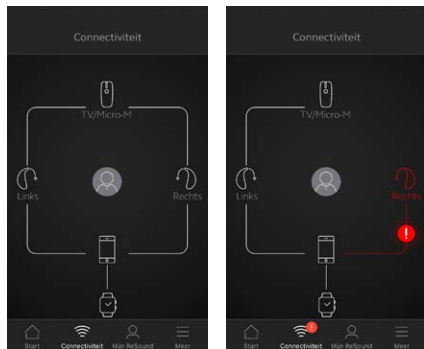 Connectiviteit
TV/Micro-M
Links
Rechts
Start
Connectiviteit
Mijn ReSound
Meer
Connectiviteit
TV/Micro-M
Links
Rechts
!
!
Start
Connectiviteit
Mijn ReSound
Meer